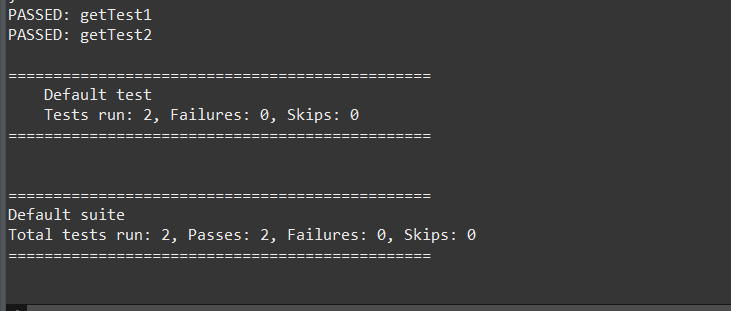 PASSED: getTest1
PASSED: getTest2
===============================================
    Default test
    Tests run: 2, Failures: 0, Skips: 0
===============================================
===============================================
Default suite
Total tests run: 2, Passes: 2, Failures: 0, Skips: 0
===============================================